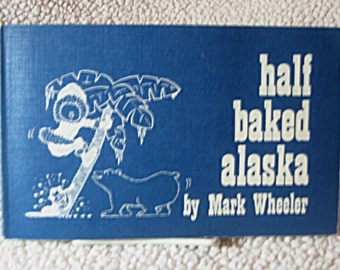 half
baked
alaska
by Mark Wheeler